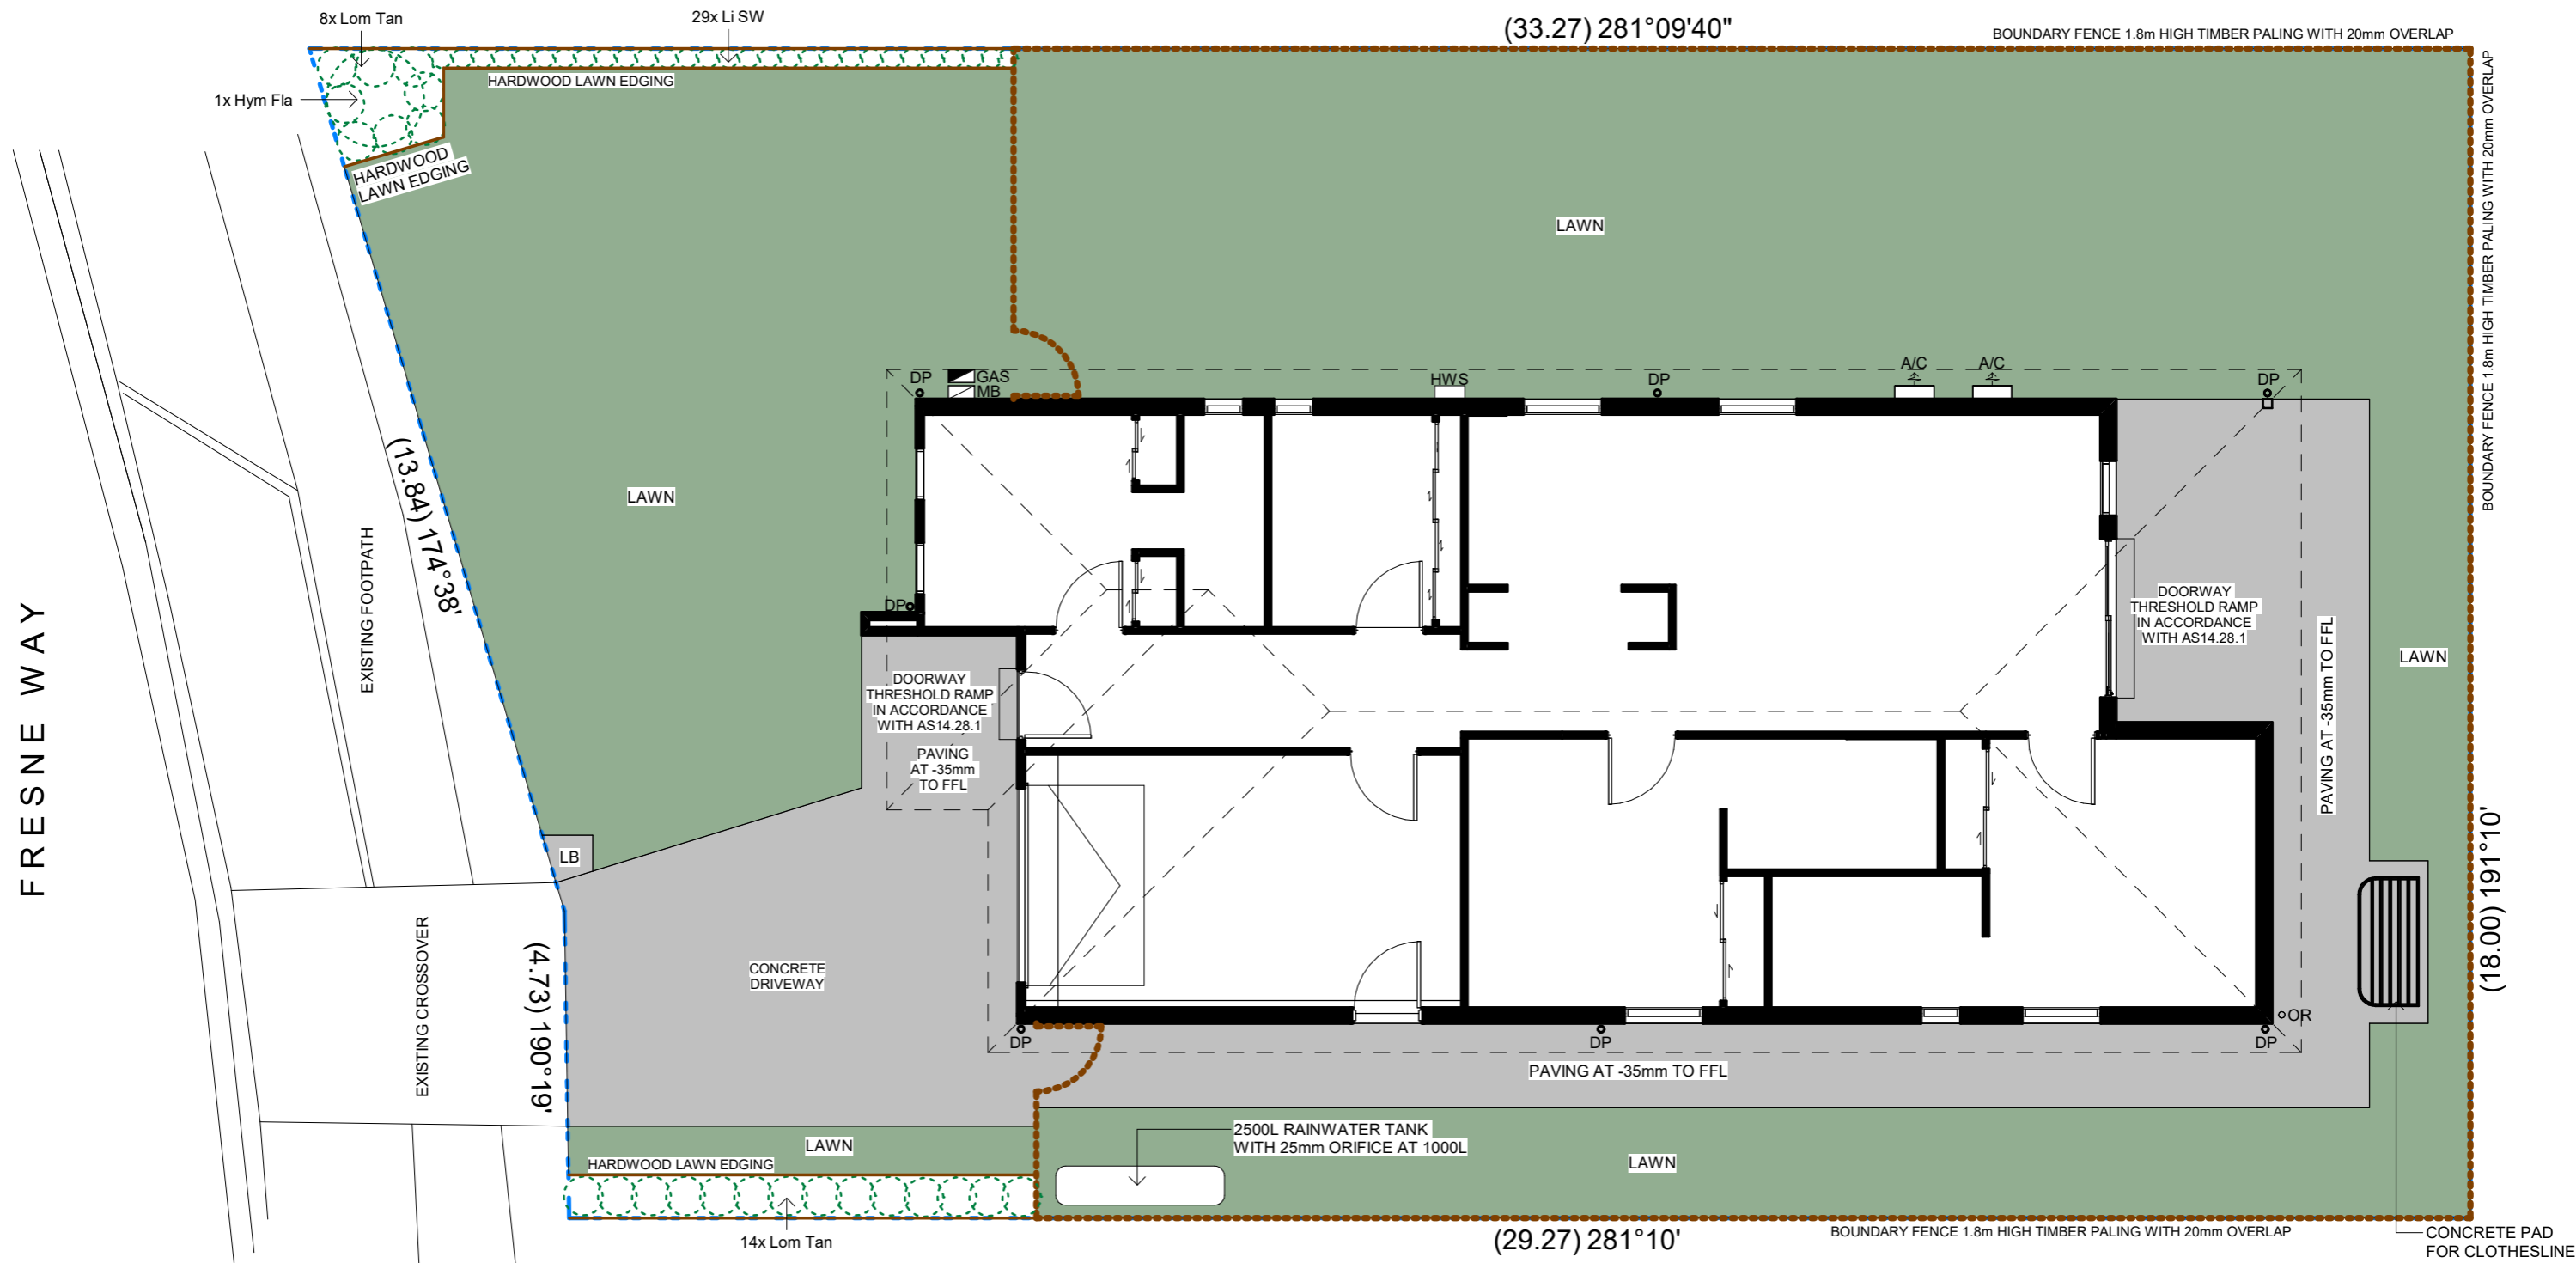 8x Lom Tan
29x Li SW
(33.27) 281°09'40"
BOUNDARY FENCE 1.8m HIGH TIMBER PALING WITH 20mm OVERLAP
HARDWOOD LAWN EDGING
1x Hym Fla
HARDWOOD
LAWN EDGING
BOUNDARY FENCE 1.8m HIGH TIMBER PALING WITH 20mm OVERLAP
LAWN
DP
GAS
MB
HWS
DP
A/C
A/C
DP
(13.84) 174°38'
LAWN
EXISTING FOOTPATH
FRESNE WAY
DP
DOORWAY
THRESHOLD RAMP
IN ACCORDANCE
WITH AS14.28.1
PAVING AT -35mm TO FFL
LAWN
DOORWAY
THRESHOLD RAMP
IN ACCORDANCE
WITH AS14.28.1
PAVING
AT -35mm
TO FFL
LB
(18.00) 191°10'
EXISTING CROSSOVER
(4.73) 190°19'
CONCRETE
DRIVEWAY
DP
DP
DP
OR
PAVING AT -35mm TO FFL
2500L RAINWATER TANK
WITH 25mm ORIFICE AT 1000L
LAWN
HARDWOOD LAWN EDGING
LAWN
14x Lom Tan
(29.27) 281°10'
BOUNDARY FENCE 1.8m HIGH TIMBER PALING WITH 20mm OVERLAP
CONCRETE PAD
FOR CLOTHESLINE